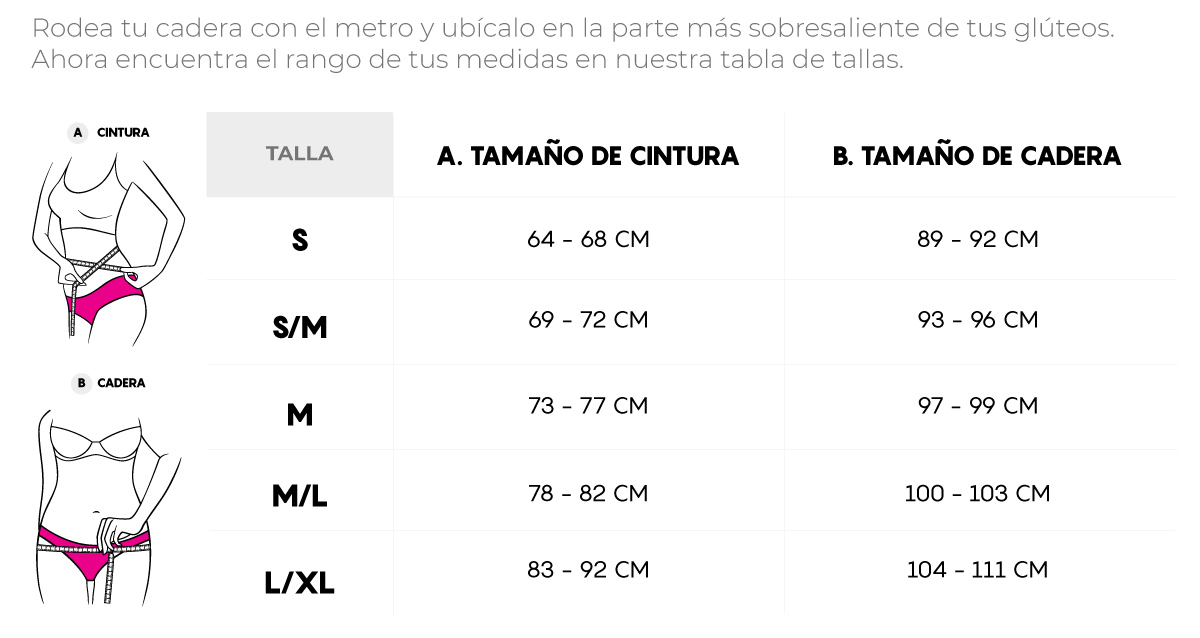 Rodea tu cadera con el metro y ubícalo en la parte más sobresaliente de tus glúteos.
Ahora encuentra el rango de tus medidas en nuestra tabla de tallas.
A CINTURA
TALLA A. TAMAÑO DE CINTURA B. TAMAÑO DE CADERA
S 64 - 68 CM 89 - 92 CM
S/M 69 - 72 CM 93 - 96 CM
B CADERA
M 73 - 77 CM 97 - 99 CM
M/L 78 - 82 CM 100 - 103 CM
L/XL 83 - 92 CM 104 - 111 CM